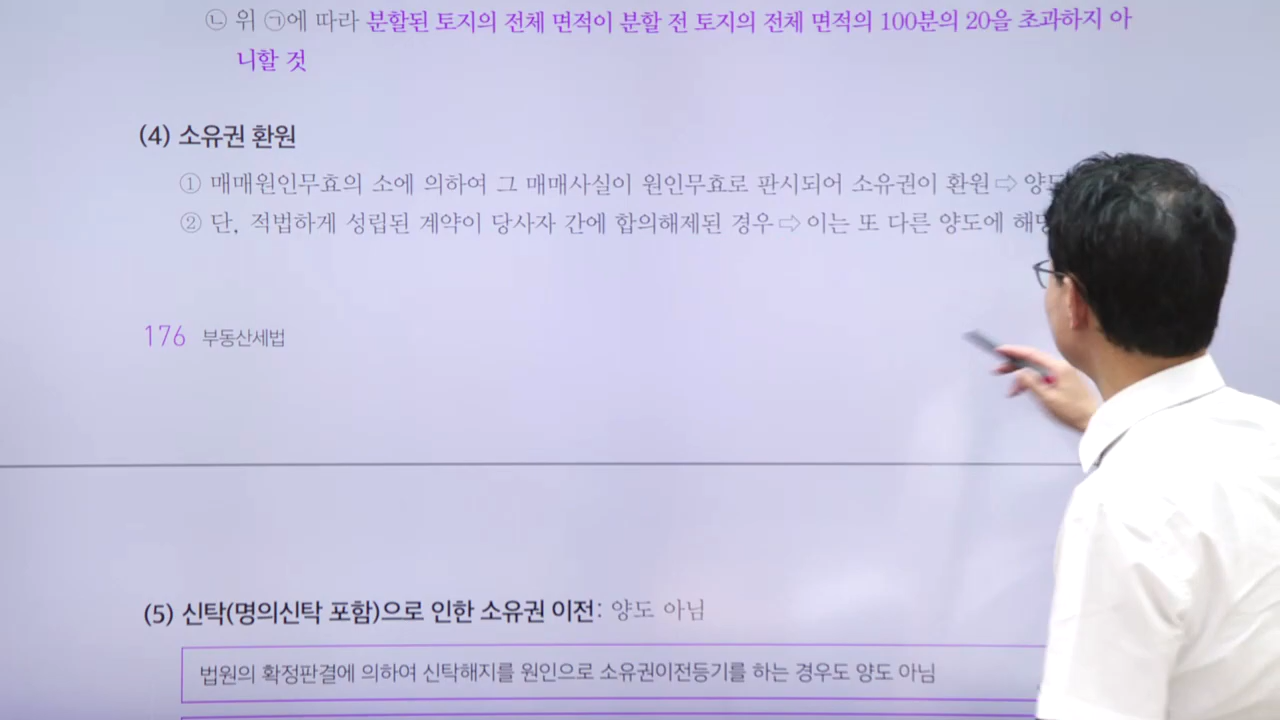 ㉡ 위 ㉠에 따라 분할된 토지의 전체 면적이 분할 전 토지의 전체 면적의 100분의 20을 초과하지 아
니할 것
(4) 소유권 환원
① 매매원인무효의 소에 의하여 그 매매사실이 원인무효로 판시되어 소유권이 환원 ⇨
② 단, 적법하게 성립된 계약이 당사자 간에 합의해제된 경우 ⇨ 이는 또 다른 양도에
176 부동산세법
(5) 신탁(명의신탁 포함)으로 인한 소유권 이전: 양도 아님
법원의 확정판결에 의하여 신탁해지를 원인으로 소유권이전등기를 하는 경우도 양도 아님